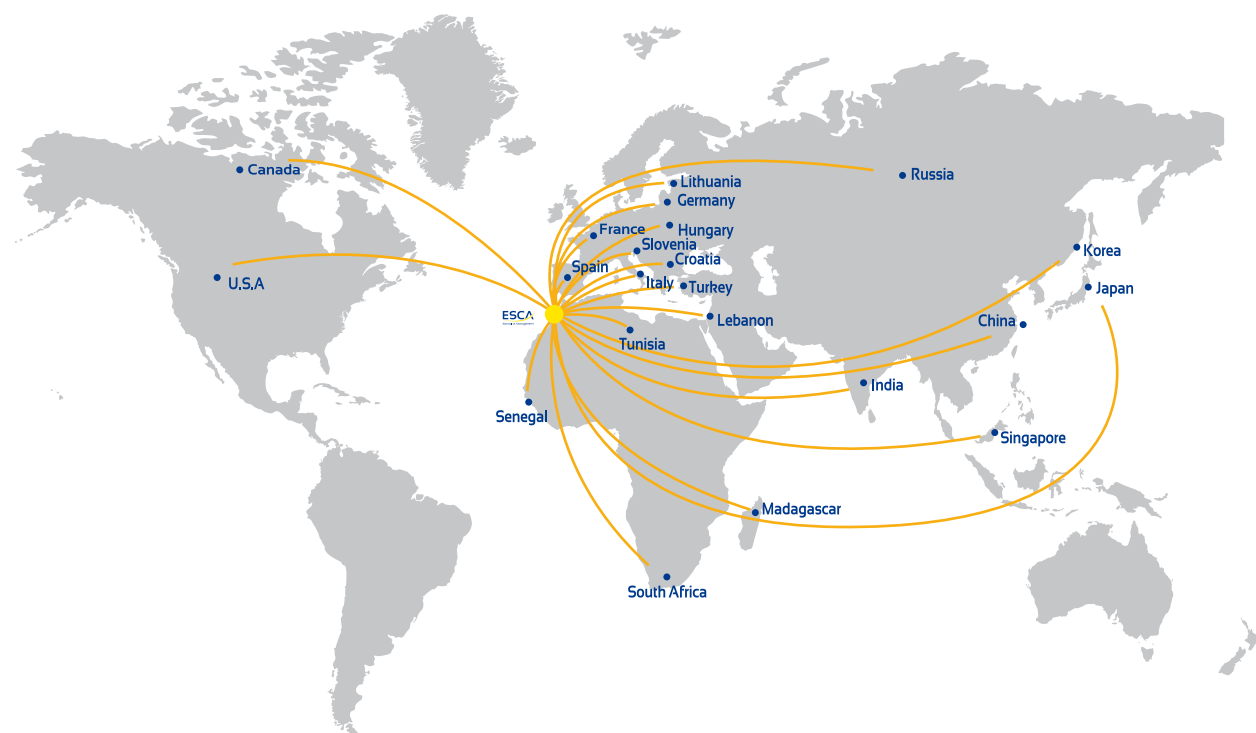 Canada
Russia
Lithuania
Germany
France
Hungary
Slovenia
Korea
Croatia
Spain
U.S.A
Italy
Turkey
Japan
ESCA
Lebanon
China
Tunisia
India
Senegal
Singapore
Madagascar
South Africa